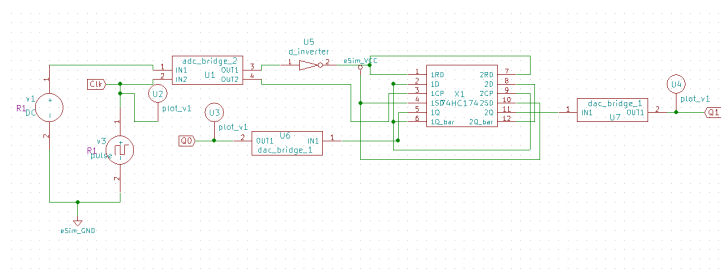 U5
d_inverter
eSim_VCC
adc_bridge_2
IN1 OUT1
IN2 OUT2
U1
1 2 3 4
1 2
Clk
U2
plot_v1
U3
plot_v1
U4
plot_v1
v1
DC
R1
1
2
v3
pulse
R1
1
2
Q0
U6
OUT1 IN1
dac_bridge_1
2 1
1RD 2RD
1D 2D
1CP 2CP
1SD 2SD
1Q 2Q
1Q_bar 2Q_bar
X1
1 2 3 4 5 6
7 8 9 10 11 12
dac_bridge_1
IN1 OUT1
U7
1 2
Q1
eSim_GND